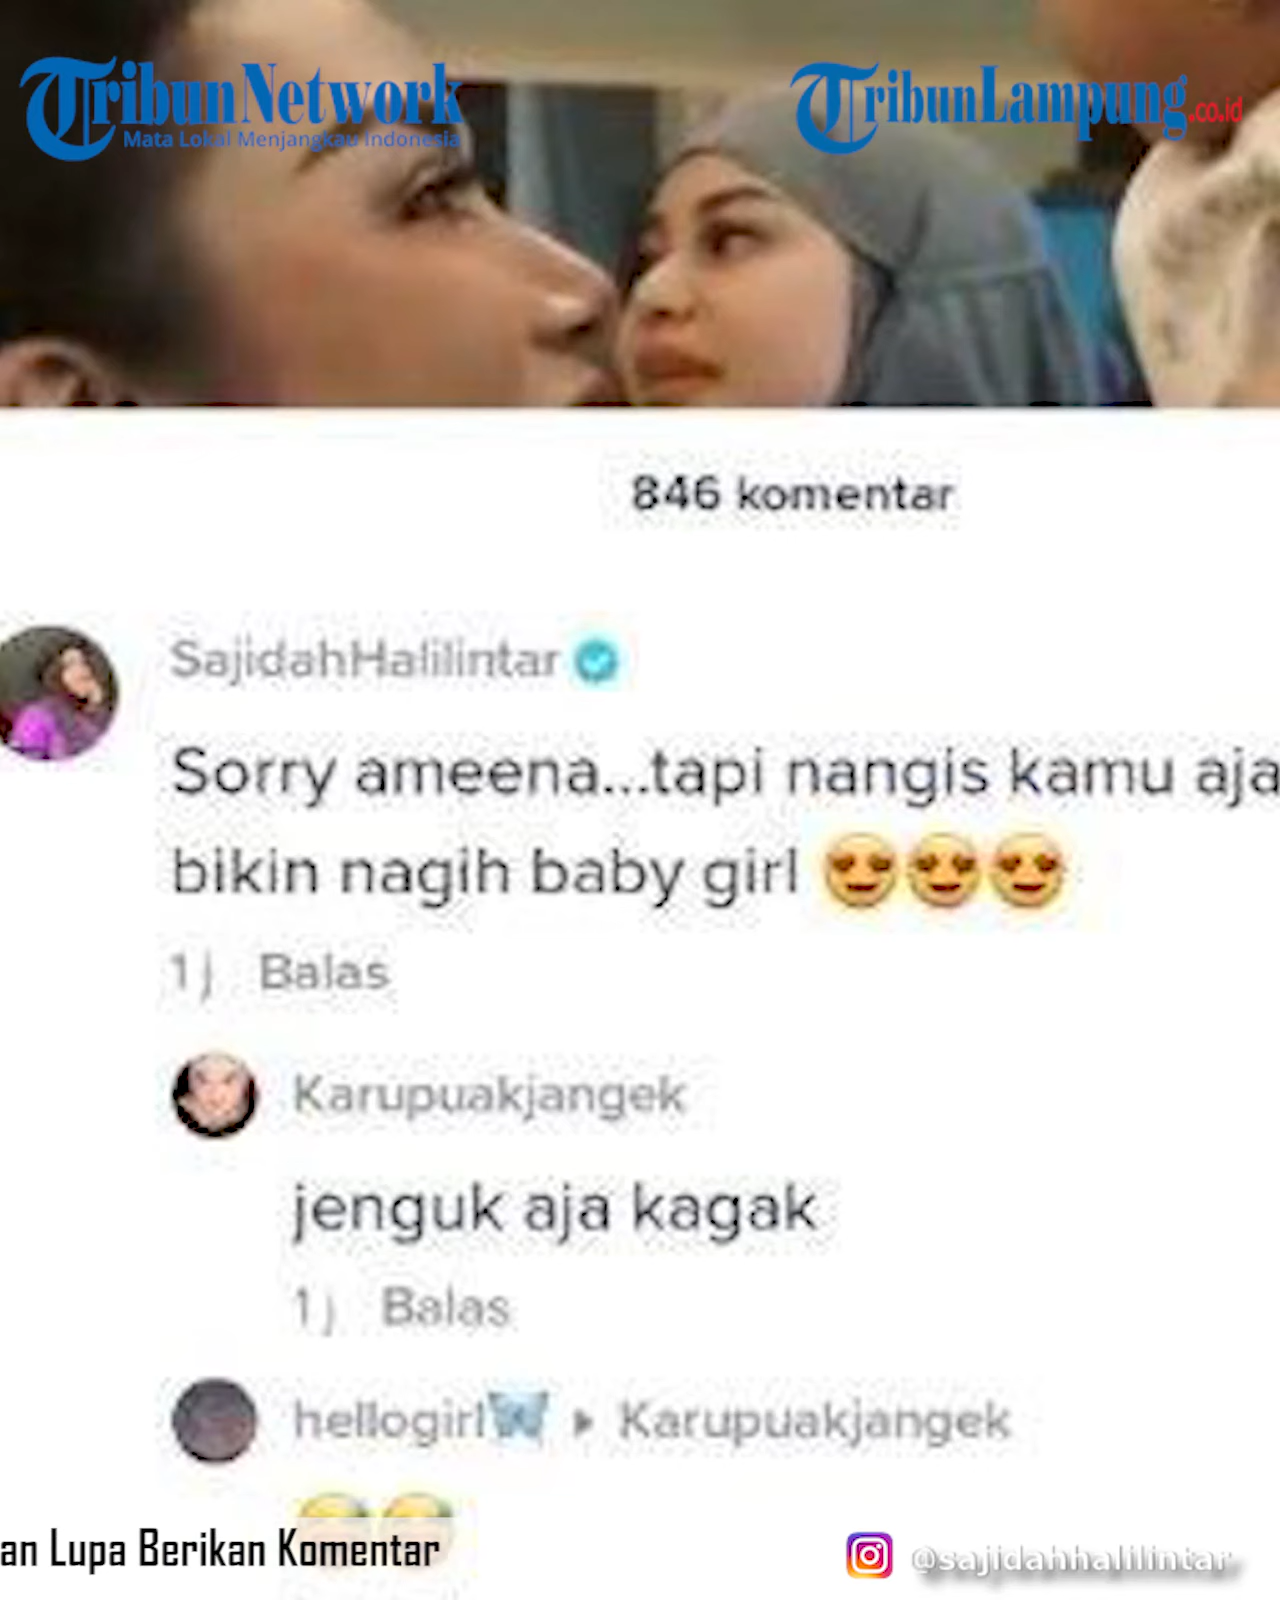 TribunNetwork
Mata Lokal Menjangkau Indonesia
TribunLampung.co.id
846 komentar
SajidahHalilintar
Sorry ameena...tapi nangis kamu aja
bikin nagih baby girl 😍😍😍
1j Balas
Karupuakjangek
jenguk aja kagak
1j Balas
hellogirl🦋 ▸ Karupuakjangek
an Lupa Berikan Komentar
@sajidahhalilintar